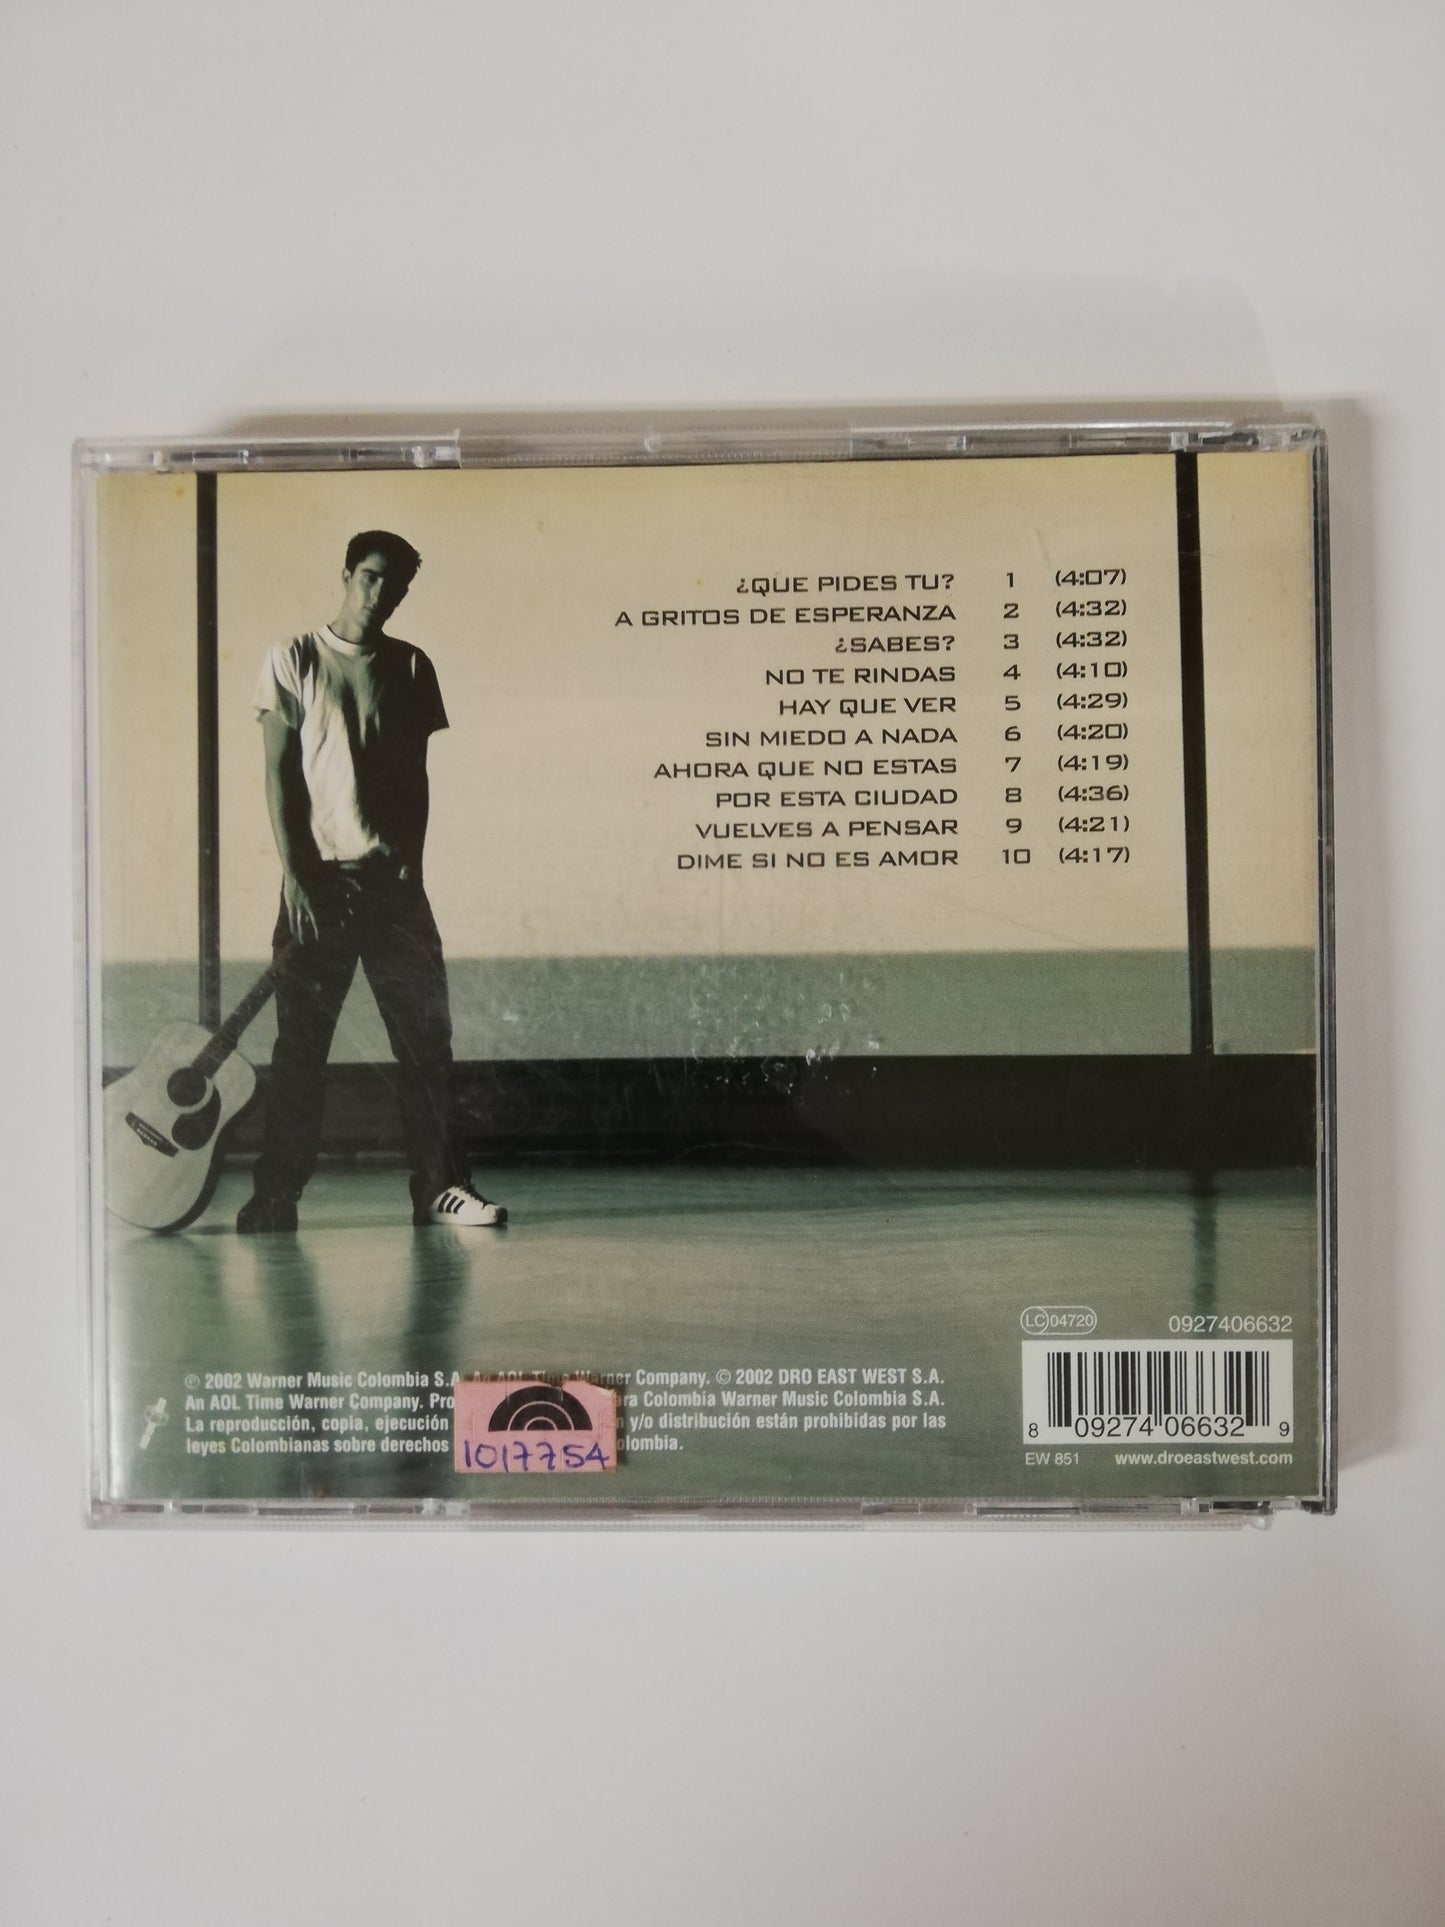 ¿QUE PIDES TU? 1 (4:07)
A GRITOS DE ESPERANZA 2 (4:32)
¿SABES? 3 (4:32)
NO TE RINDAS 4 (4:10)
HAY QUE VER 5 (4:29)
SIN MIEDO A NADA 6 (4:20)
AHORA QUE NO ESTAS 7 (4:19)
POR ESTA CIUDAD 8 (4:36)
VUELVES A PENSAR 9 (4:21)
DIME SI NO ES AMOR 10 (4:17)
LC 04720 0927406632
℗ 2002 Warner Music Colombia S.A. An AOL Time Warner Company. © 2002 DRO EAST WEST S.A.
An AOL Time Warner Company. Colombia Warner Music Colombia S.A.
La reproducción, copia, ejecución y/o distribución están prohibidas por las
leyes Colombianas sobre derechos
1017754
8 09274 06632 9
EW 851 www.droeastwest.com